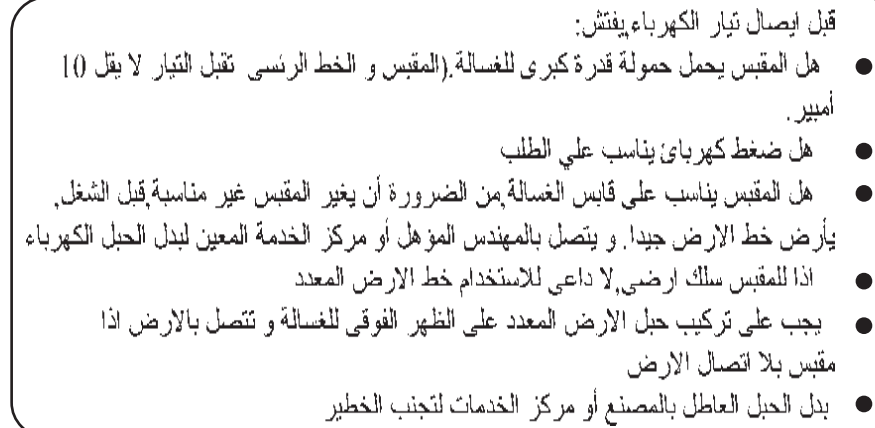 قبل ايصال تيار الكهرباء,يفتش:
● هل المقبس يحمل حمولة قدرة كبرى للغسالة.(المقبس و الخط الرئسى تقبل التيار لا يقل 10
أمبير.
● هل ضغط كهربائ يناسب علي الطلب
● هل المقبس يناسب على قابس الغسالة,من الضرورة أن يغير المقبس غير مناسبة,قبل الشغل,
يأرض خط الارض جيدا. و يتصل بالمهندس المؤهل أو مركز الخدمة المعين لبدل الحبل الكهرباء
● اذا للمقبس سلك ارضى,لا داعى للاستخدام خط الارض المعدد
● يجب على تركيب حبل الارض المعدد على الظهر الفوقى للغسالة و تتصل بالارض اذا
مقبس بلا اتصال الارض
● بدل الحبل العاطل بالمصنع أو مركز الخدمات لتجنب الخطير